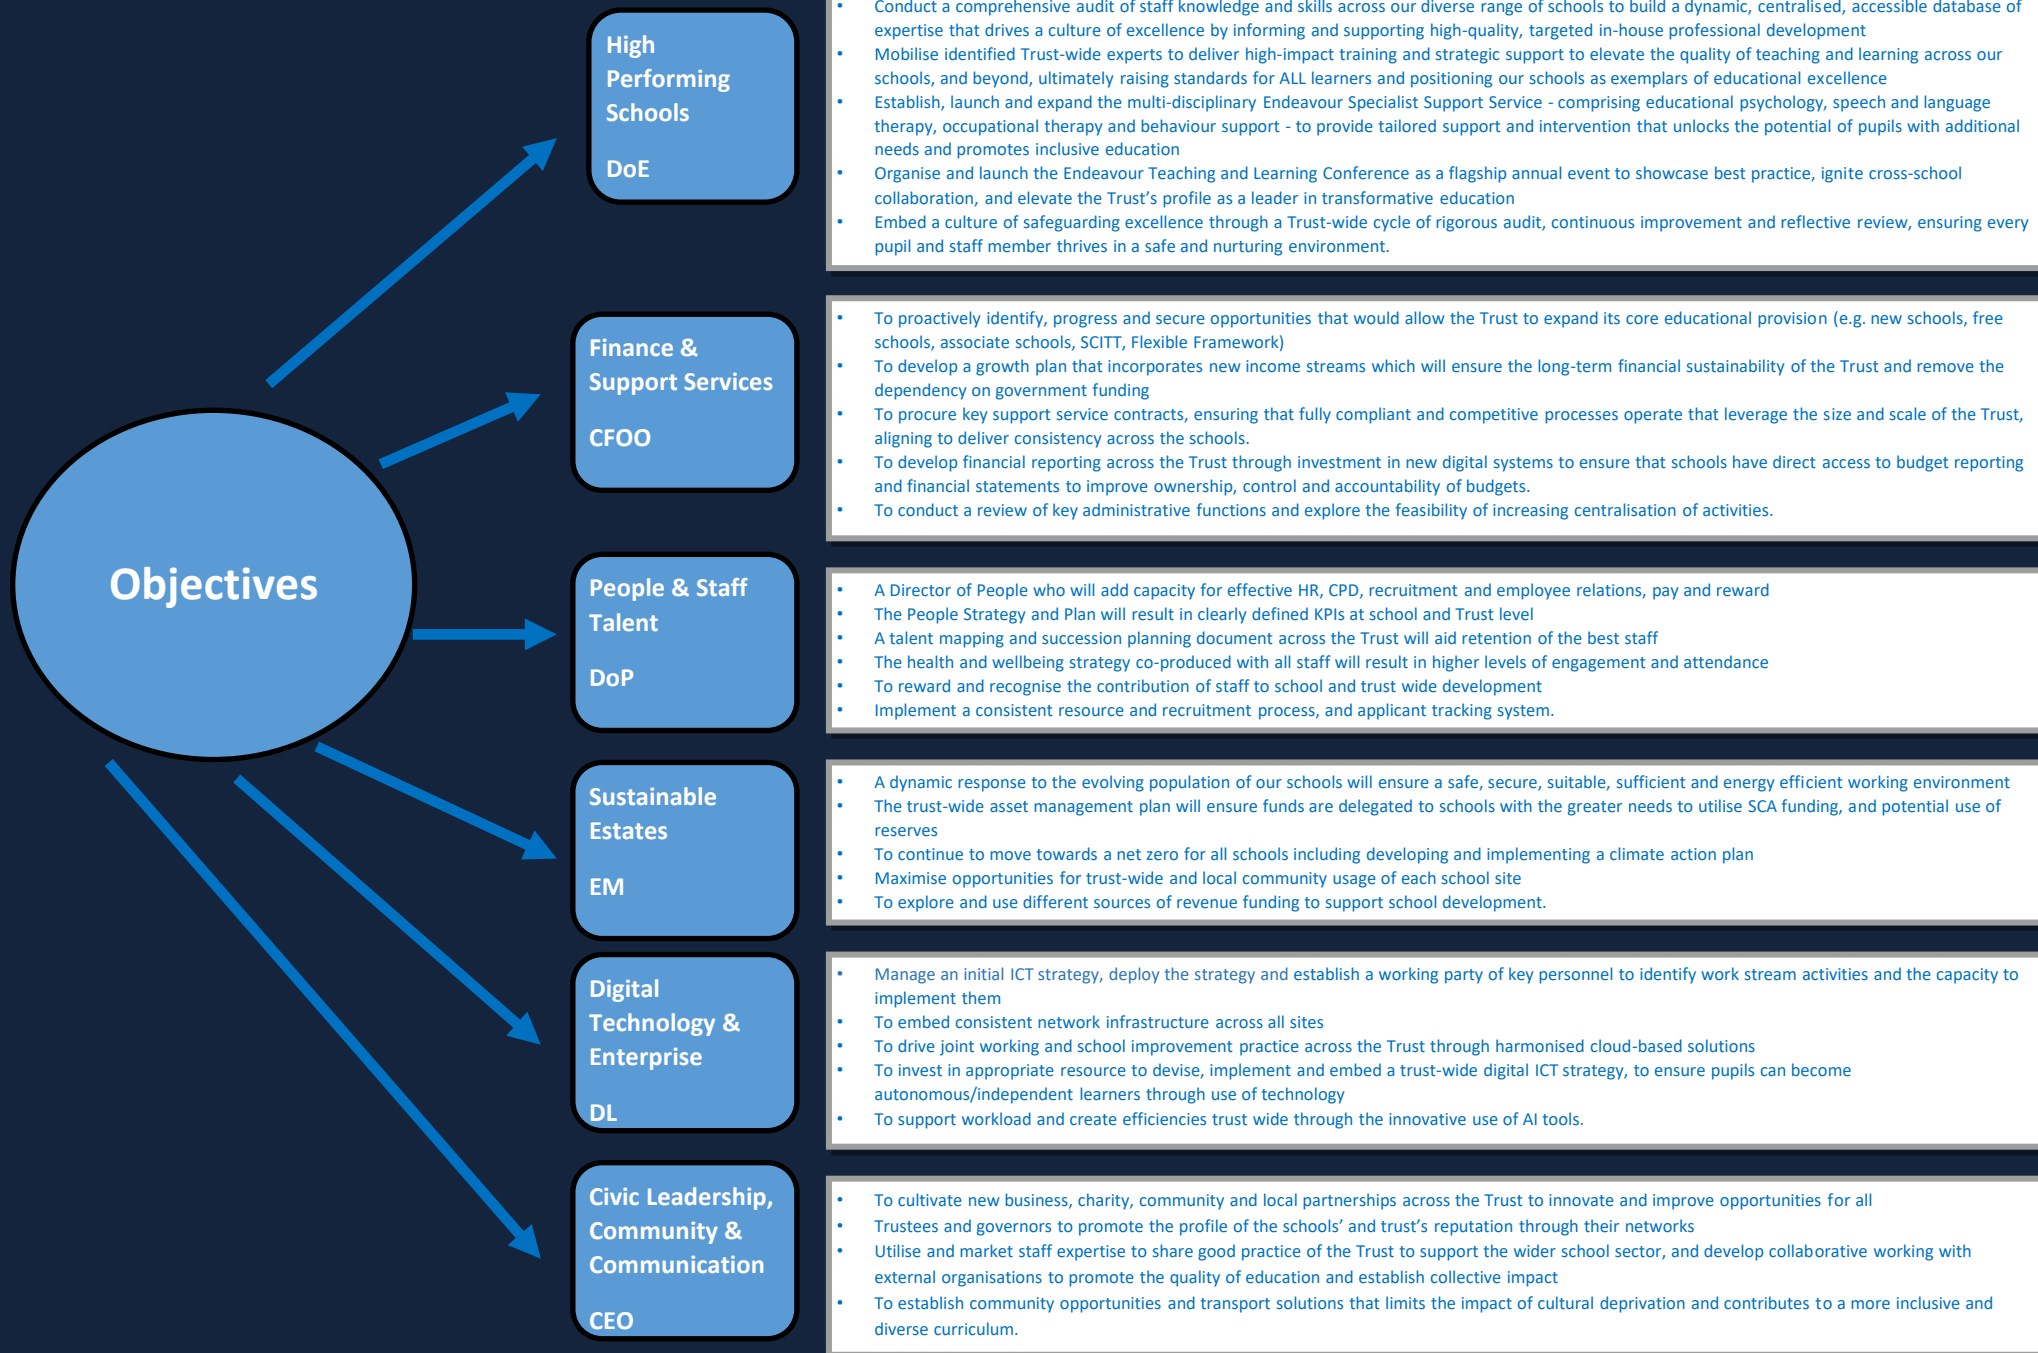 Objectives
High
Performing
Schools
DoE
• Conduct a comprehensive audit of staff knowledge and skills across our diverse range of schools to build a dynamic, centralised, accessible database of
expertise that drives a culture of excellence by informing and supporting high-quality, targeted in-house professional development
• Mobilise identified Trust-wide experts to deliver high-impact training and strategic support to elevate the quality of teaching and learning across our
schools, and beyond, ultimately raising standards for ALL learners and positioning our schools as exemplars of educational excellence
• Establish, launch and expand the multi-disciplinary Endeavour Specialist Support Service - comprising educational psychology, speech and language
therapy, occupational therapy and behaviour support - to provide tailored support and intervention that unlocks the potential of pupils with additional
needs and promotes inclusive education
• Organise and launch the Endeavour Teaching and Learning Conference as a flagship annual event to showcase best practice, ignite cross-school
collaboration, and elevate the Trust’s profile as a leader in transformative education
• Embed a culture of safeguarding excellence through a Trust-wide cycle of rigorous audit, continuous improvement and reflective review, ensuring every
pupil and staff member thrives in a safe and nurturing environment.
Finance &
Support Services
CFOO
• To proactively identify, progress and secure opportunities that would allow the Trust to expand its core educational provision (e.g. new schools, free
schools, associate schools, SCITT, Flexible Framework)
• To develop a growth plan that incorporates new income streams which will ensure the long-term financial sustainability of the Trust and remove the
dependency on government funding
• To procure key support service contracts, ensuring that fully compliant and competitive processes operate that leverage the size and scale of the Trust,
aligning to deliver consistency across the schools.
• To develop financial reporting across the Trust through investment in new digital systems to ensure that schools have direct access to budget reporting
and financial statements to improve ownership, control and accountability of budgets.
• To conduct a review of key administrative functions and explore the feasibility of increasing centralisation of activities.
People & Staff
Talent
DoP
• A Director of People who will add capacity for effective HR, CPD, recruitment and employee relations, pay and reward
• The People Strategy and Plan will result in clearly defined KPIs at school and Trust level
• A talent mapping and succession planning document across the Trust will aid retention of the best staff
• The health and wellbeing strategy co-produced with all staff will result in higher levels of engagement and attendance
• To reward and recognise the contribution of staff to school and trust wide development
• Implement a consistent resource and recruitment process, and applicant tracking system.
Sustainable
Estates
EM
• A dynamic response to the evolving population of our schools will ensure a safe, secure, suitable, sufficient and energy efficient working environment
• The trust-wide asset management plan will ensure funds are delegated to schools with the greater needs to utilise SCA funding, and potential use of
reserves
• To continue to move towards a net zero for all schools including developing and implementing a climate action plan
• Maximise opportunities for trust-wide and local community usage of each school site
• To explore and use different sources of revenue funding to support school development.
Digital
Technology &
Enterprise
DL
• Manage an initial ICT strategy, deploy the strategy and establish a working party of key personnel to identify work stream activities and the capacity to
implement them
• To embed consistent network infrastructure across all sites
• To drive joint working and school improvement practice across the Trust through harmonised cloud-based solutions
• To invest in appropriate resource to devise, implement and embed a trust-wide digital ICT strategy, to ensure pupils can become
autonomous/independent learners through use of technology
• To support workload and create efficiencies trust wide through the innovative use of AI tools.
Civic Leadership,
Community &
Communication
CEO
• To cultivate new business, charity, community and local partnerships across the Trust to innovate and improve opportunities for all
• Trustees and governors to promote the profile of the schools’ and trust’s reputation through their networks
• Utilise and market staff expertise to share good practice of the Trust to support the wider school sector, and develop collaborative working with
external organisations to promote the quality of education and establish collective impact
• To establish community opportunities and transport solutions that limits the impact of cultural deprivation and contributes to a more inclusive and
diverse curriculum.